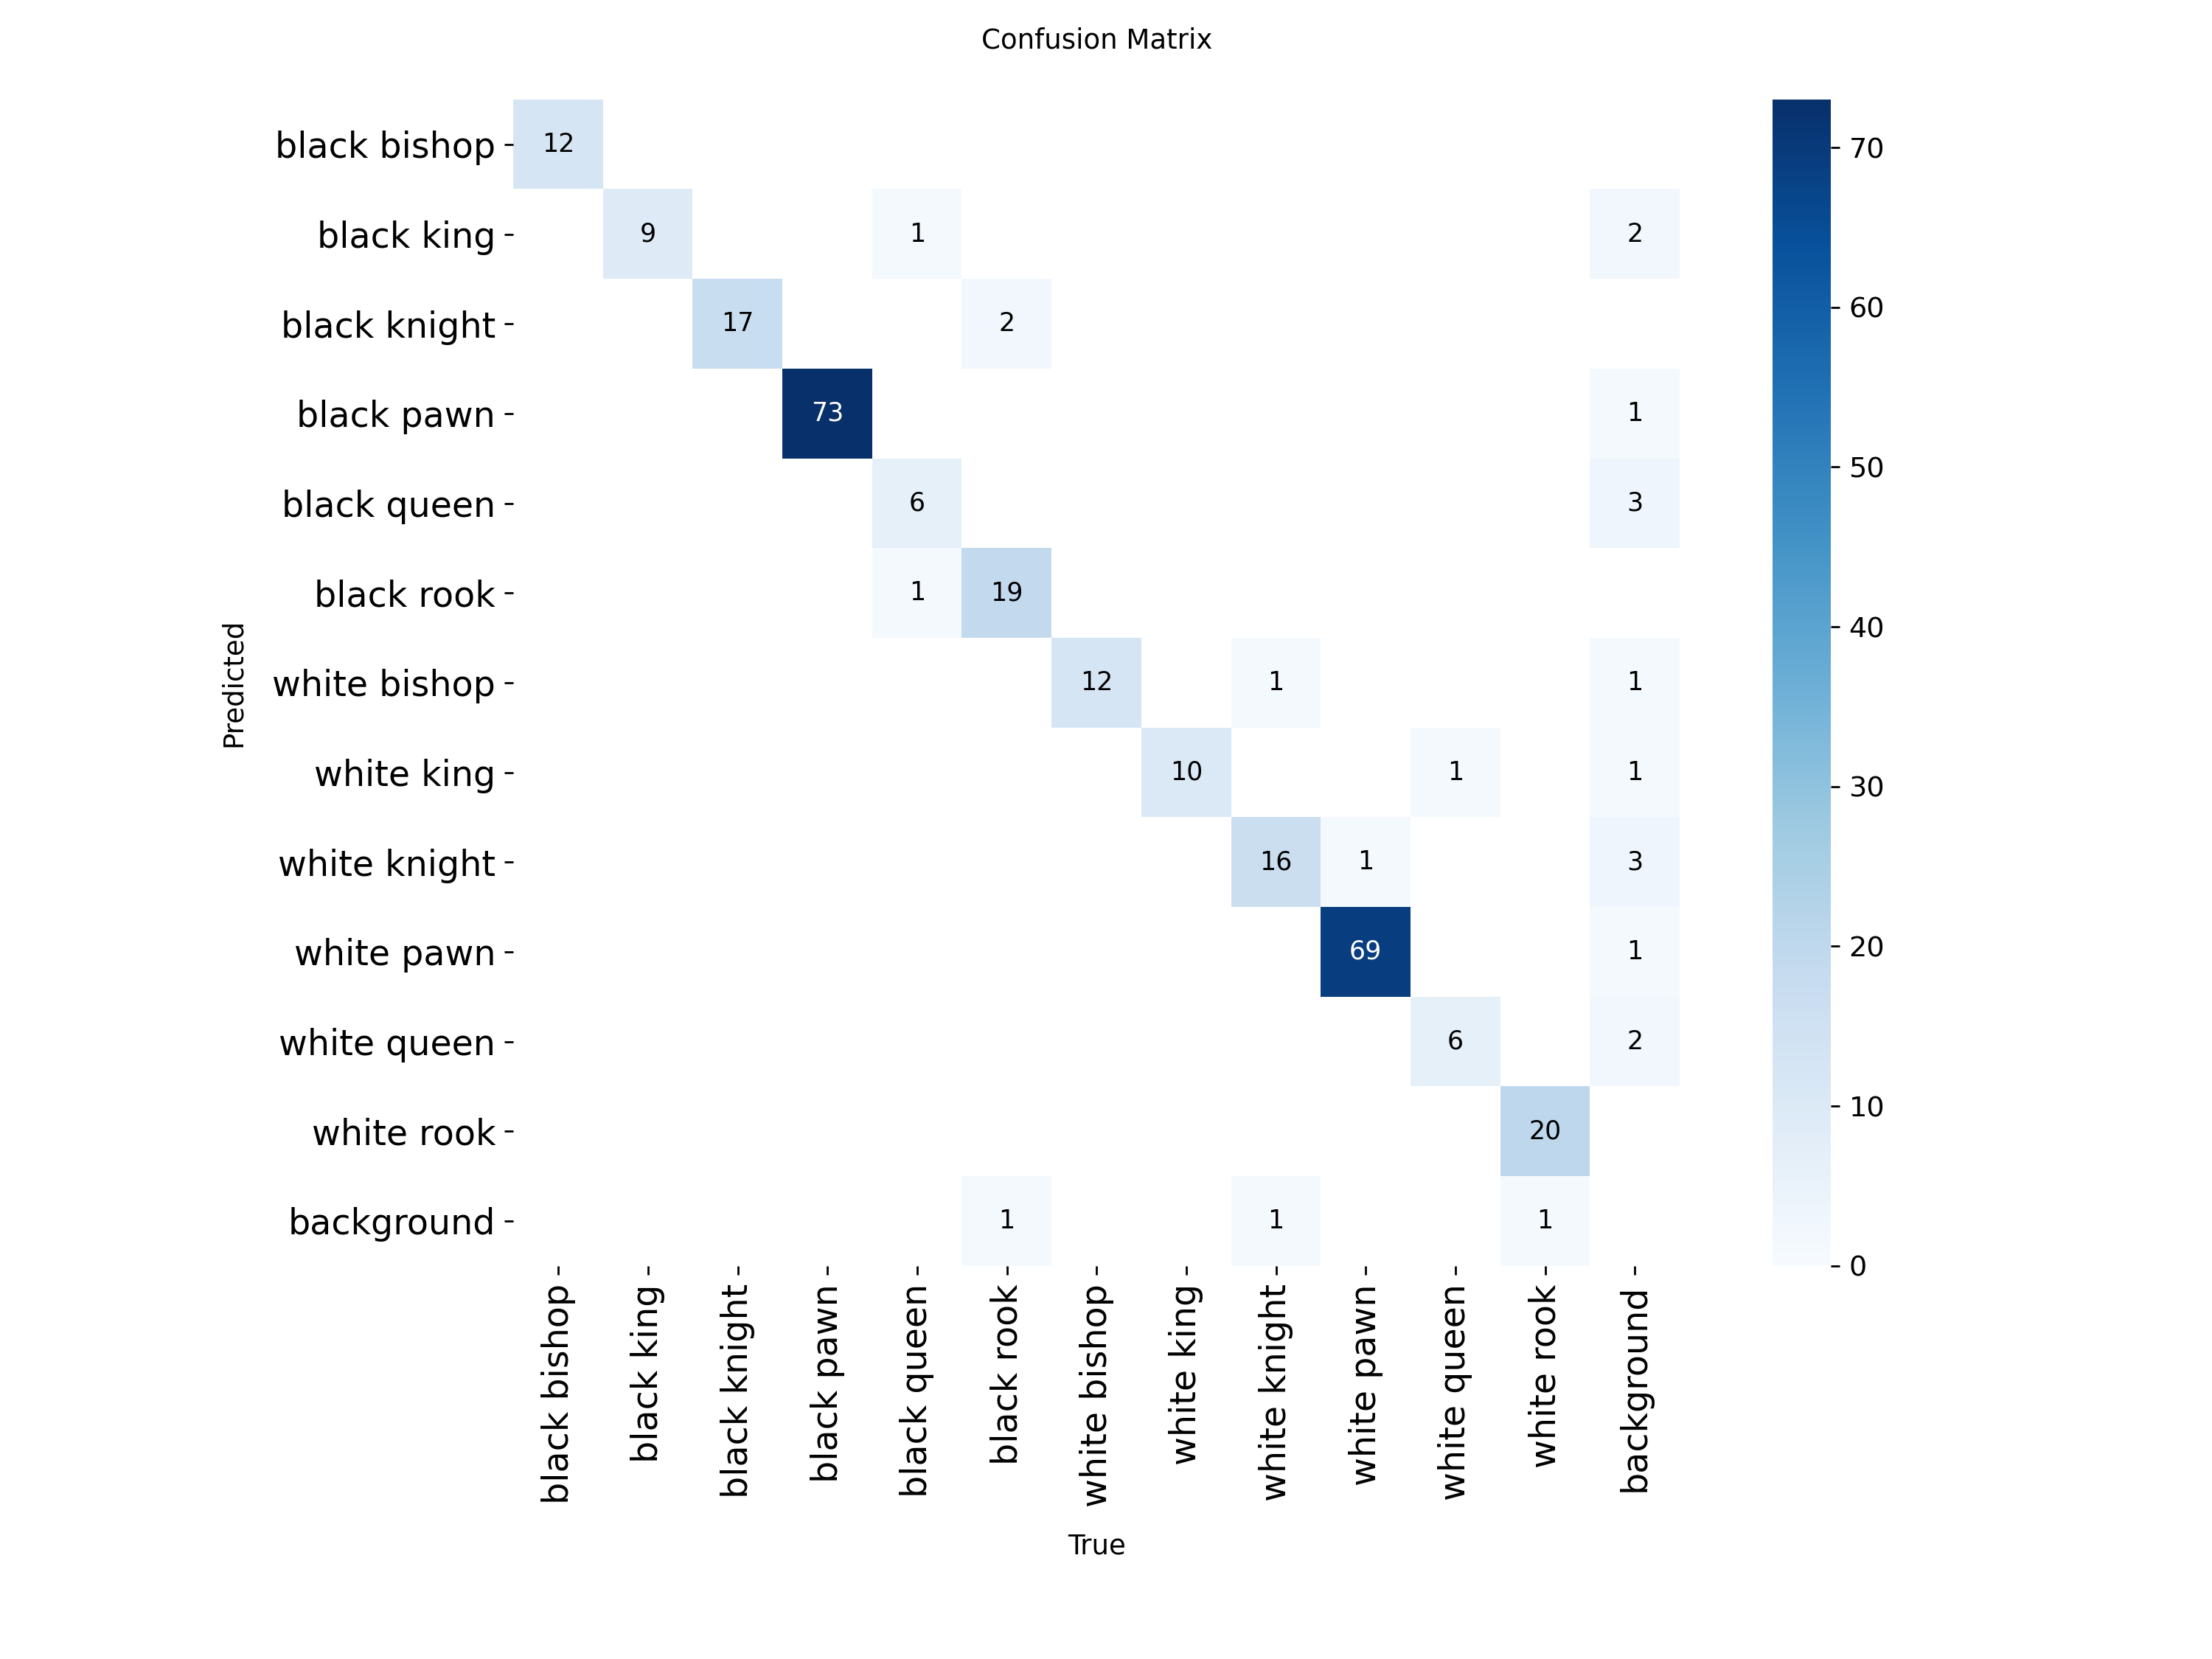 Confusion Matrix
black bishop
12
black king
9 1 2
black knight
17 2
black pawn
73 1
black queen
6 3
black rook
1 19
white bishop
12 1 1
white king
10 1 1
white knight
16 1 3
white pawn
69 1
white queen
6 2
white rook
20
background
1 1 1
Predicted
black bishop
black king
black knight
black pawn
black queen
black rook
white bishop
white king
white knight
white pawn
white queen
white rook
background
True
70
60
50
40
30
20
10
0